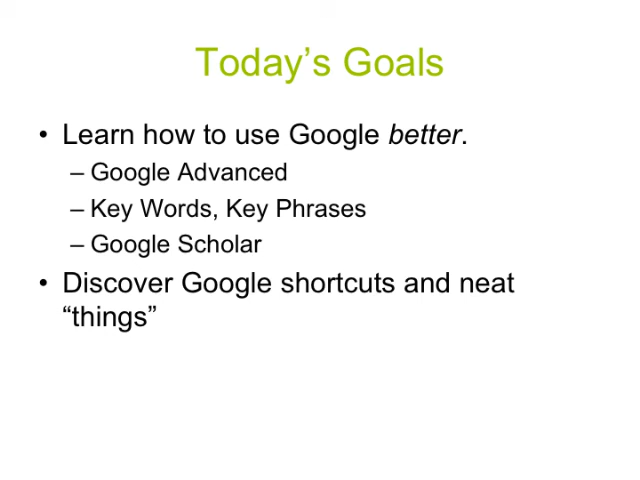 Today’s Goals
• Learn how to use Google better.
– Google Advanced
– Key Words, Key Phrases
– Google Scholar
• Discover Google shortcuts and neat
“things”